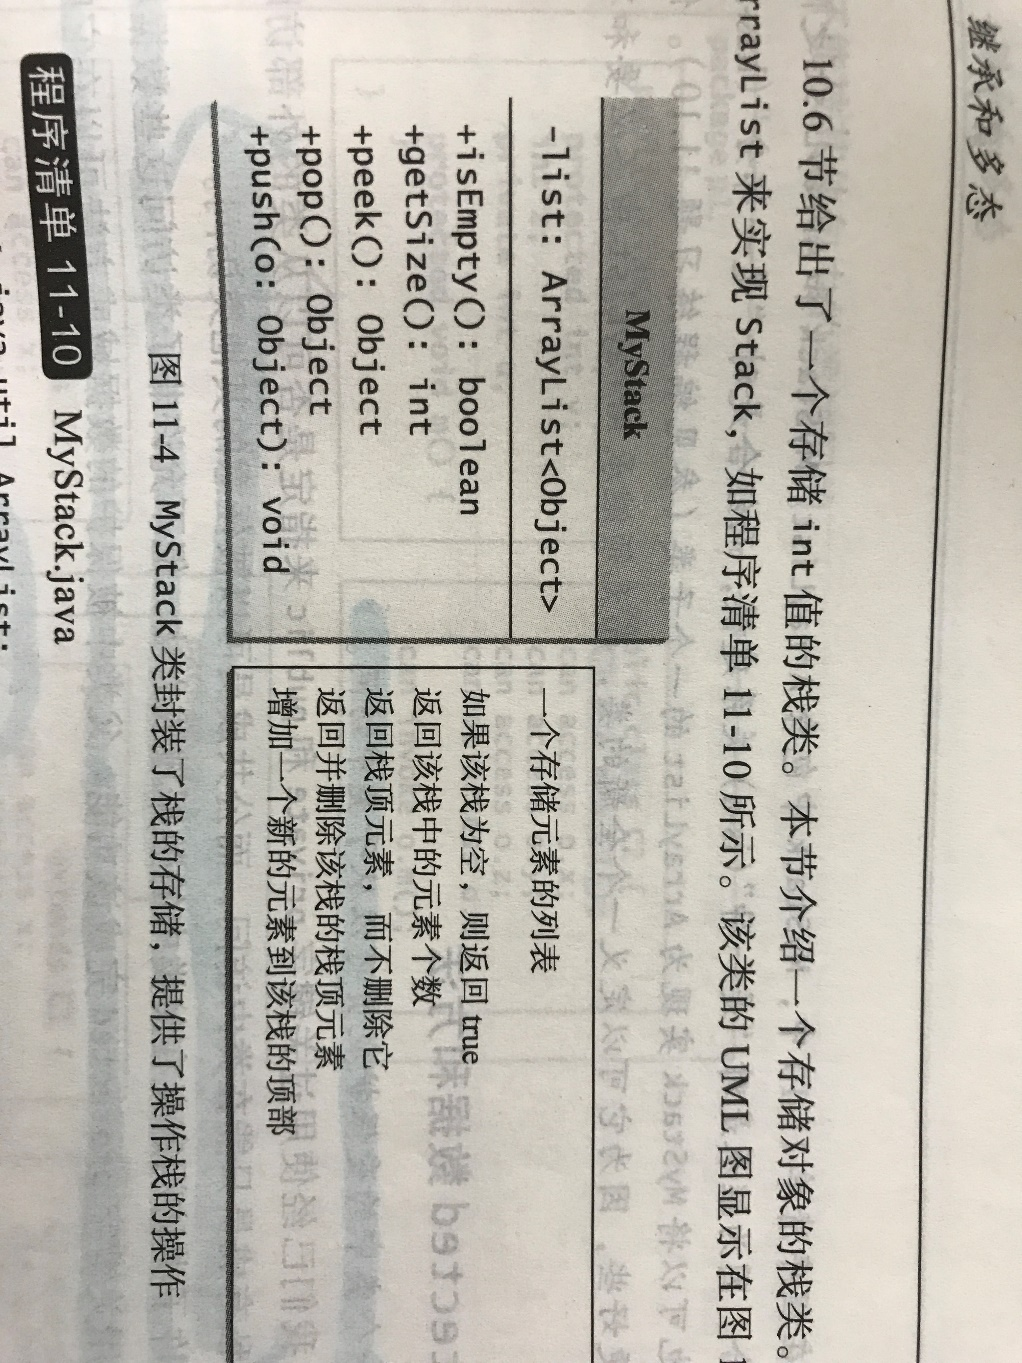 继承和多态
10.6 节给出了一个存储 int 值的栈类。本节介绍一个存储对象的栈类。
rrayList 来实现 Stack，如程序清单 11-10 所示。该类的 UML 图显示在图 1
MyStack
-list: ArrayList<Object>
一个存储元素的列表
+isEmpty(): boolean
如果该栈为空，则返回 true
+getSize(): int
返回该栈中的元素个数
+peek(): Object
返回栈顶元素，而不删除它
+pop(): Object
返回并删除该栈的栈顶元素
+push(o: Object): void
增加一个新的元素到该栈的顶部
图 11-4 MyStack 类封装了栈的存储，提供了操作栈的操作
程序清单 11-10 MyStack.java
java.util.ArrayList;